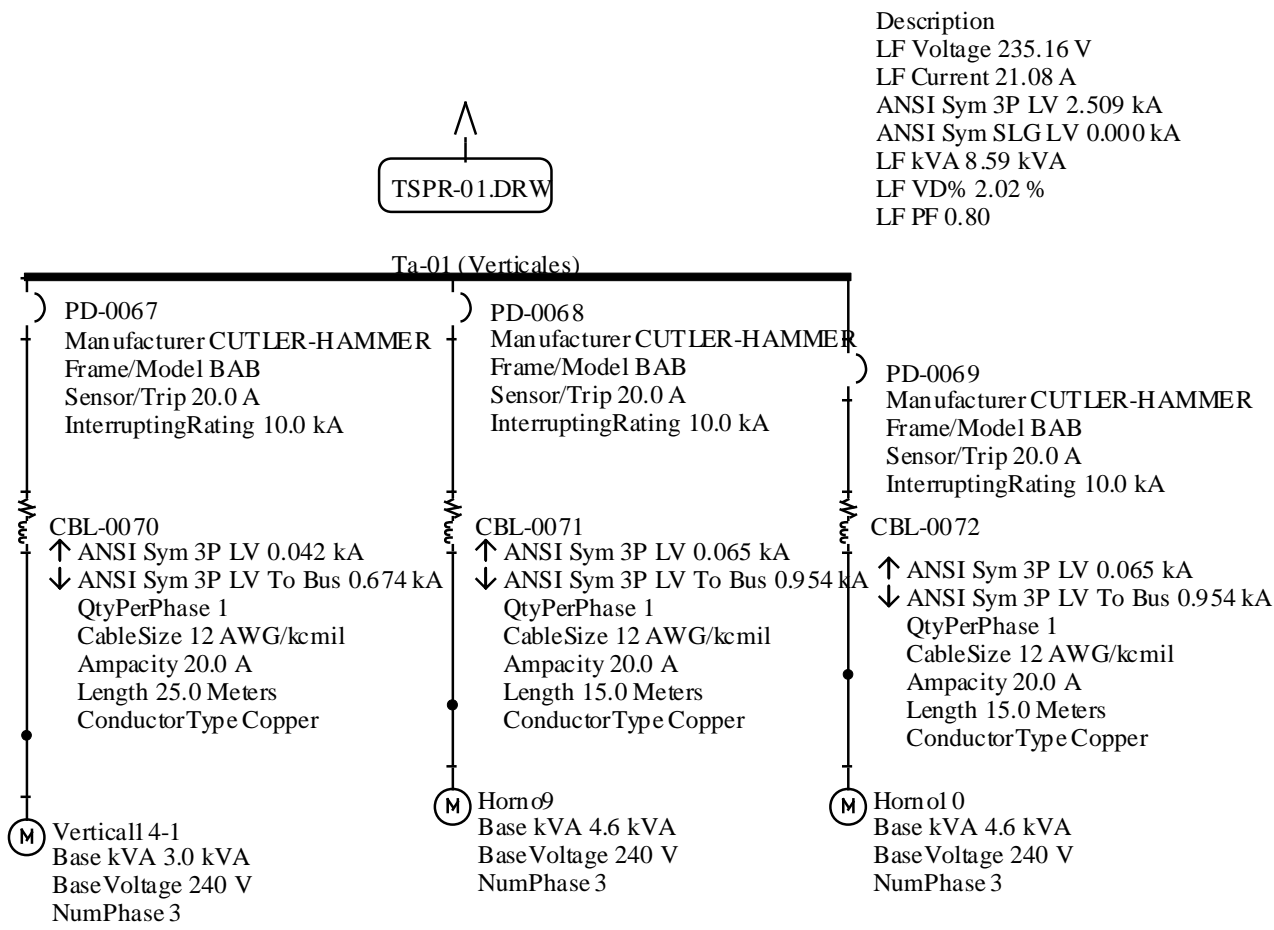 Description
LF Voltage 235.16 V
LF Current 21.08 A
ANSI Sym 3P LV 2.509 kA
ANSI Sym SLG LV 0.000 kA
LF kVA 8.59 kVA
LF VD% 2.02 %
LF PF 0.80
TSPR-01.DRW
Ta-01 (Verticales)
PD-0067
Manufacturer CUTLER-HAMMER
Frame/Model BAB
Sensor/Trip 20.0 A
InterruptingRating 10.0 kA
PD-0068
Manufacturer CUTLER-HAMMER
Frame/Model BAB
Sensor/Trip 20.0 A
InterruptingRating 10.0 kA
PD-0069
Manufacturer CUTLER-HAMMER
Frame/Model BAB
Sensor/Trip 20.0 A
InterruptingRating 10.0 kA
CBL-0070
↑ ANSI Sym 3P LV 0.042 kA
↓ ANSI Sym 3P LV To Bus 0.674 kA
QtyPerPhase 1
CableSize 12 AWG/kcmil
Ampacity 20.0 A
Length 25.0 Meters
ConductorType Copper
CBL-0071
↑ ANSI Sym 3P LV 0.065 kA
↓ ANSI Sym 3P LV To Bus 0.954 kA
QtyPerPhase 1
CableSize 12 AWG/kcmil
Ampacity 20.0 A
Length 15.0 Meters
ConductorType Copper
CBL-0072
↑ ANSI Sym 3P LV 0.065 kA
↓ ANSI Sym 3P LV To Bus 0.954 kA
QtyPerPhase 1
CableSize 12 AWG/kcmil
Ampacity 20.0 A
Length 15.0 Meters
ConductorType Copper
M
Vertical14-1
Base kVA 3.0 kVA
BaseVoltage 240 V
NumPhase 3
M
Horno9
Base kVA 4.6 kVA
BaseVoltage 240 V
NumPhase 3
M
Horno10
Base kVA 4.6 kVA
BaseVoltage 240 V
NumPhase 3